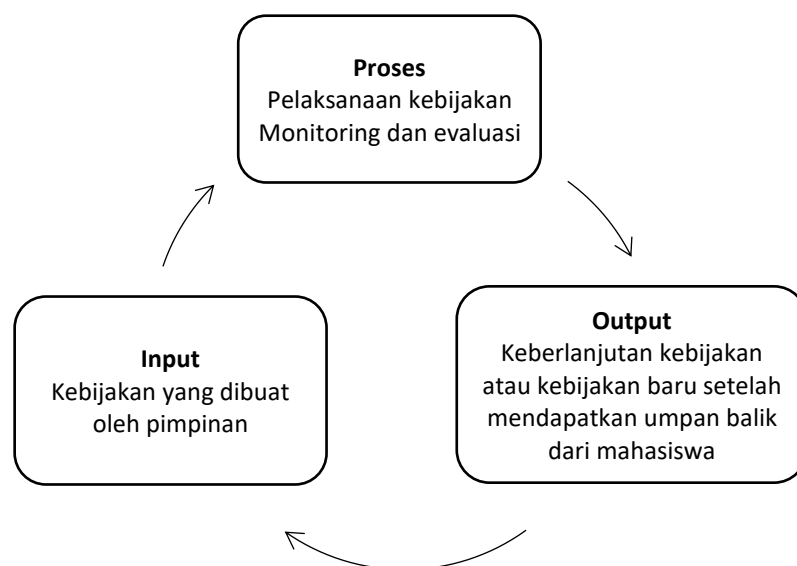 Proses
Pelaksanaan kebijakan
Monitoring dan evaluasi
Input
Kebijakan yang dibuat
oleh pimpinan
Output
Keberlanjutan kebijakan
atau kebijakan baru setelah
mendapatkan umpan balik
dari mahasiswa